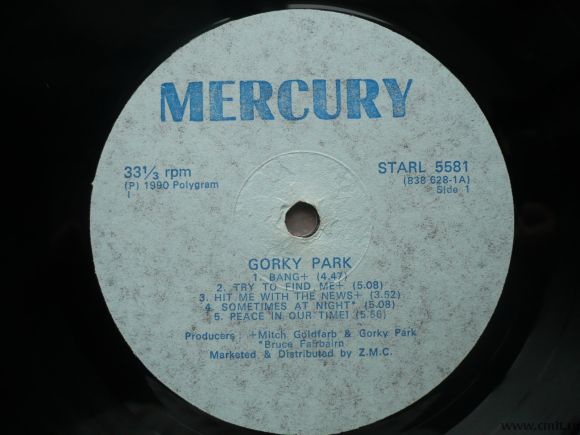 MERCURY
33⅓ rpm
(P) 1990 Polygram
I
STARL 5581
(838 628-1A)
Side 1
GORKY PARK
1. BANG+ (4.47)
2. TRY TO FIND ME+ (5.08)
3. HIT ME WITH THE NEWS+ (3.52)
4. SOMETIMES AT NIGHT* (5.08)
5. PEACE IN OUR TIME! (5.56)
Producers: +Mitch Goldfarb & Gorky Park
*Bruce Fairbairn
Marketed & Distributed by Z.M.C.